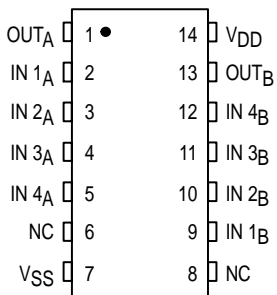 OUTA 1 14 VDD
IN 1A 2 13 OUTB
IN 2A 3 12 IN 4B
IN 3A 4 11 IN 3B
IN 4A 5 10 IN 2B
NC 6 9 IN 1B
VSS 7 8 NC